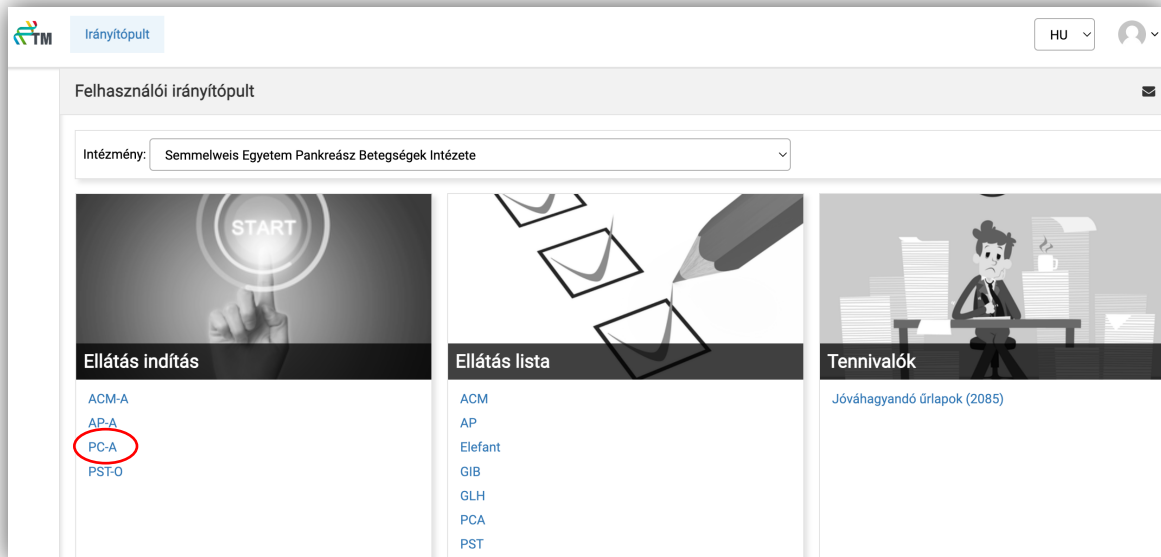 TM
Irányítópult
HU
Felhasználói irányítópult
Intézmény:
Semmelweis Egyetem Pankreász Betegségek Intézete
START
Ellátás indítás
ACM-A
AP-A
PC-A
PST-O
Ellátás lista
ACM
AP
Elefant
GIB
GLH
PCA
PST
Tennivalók
Jóváhagyandó űrlapok (2085)